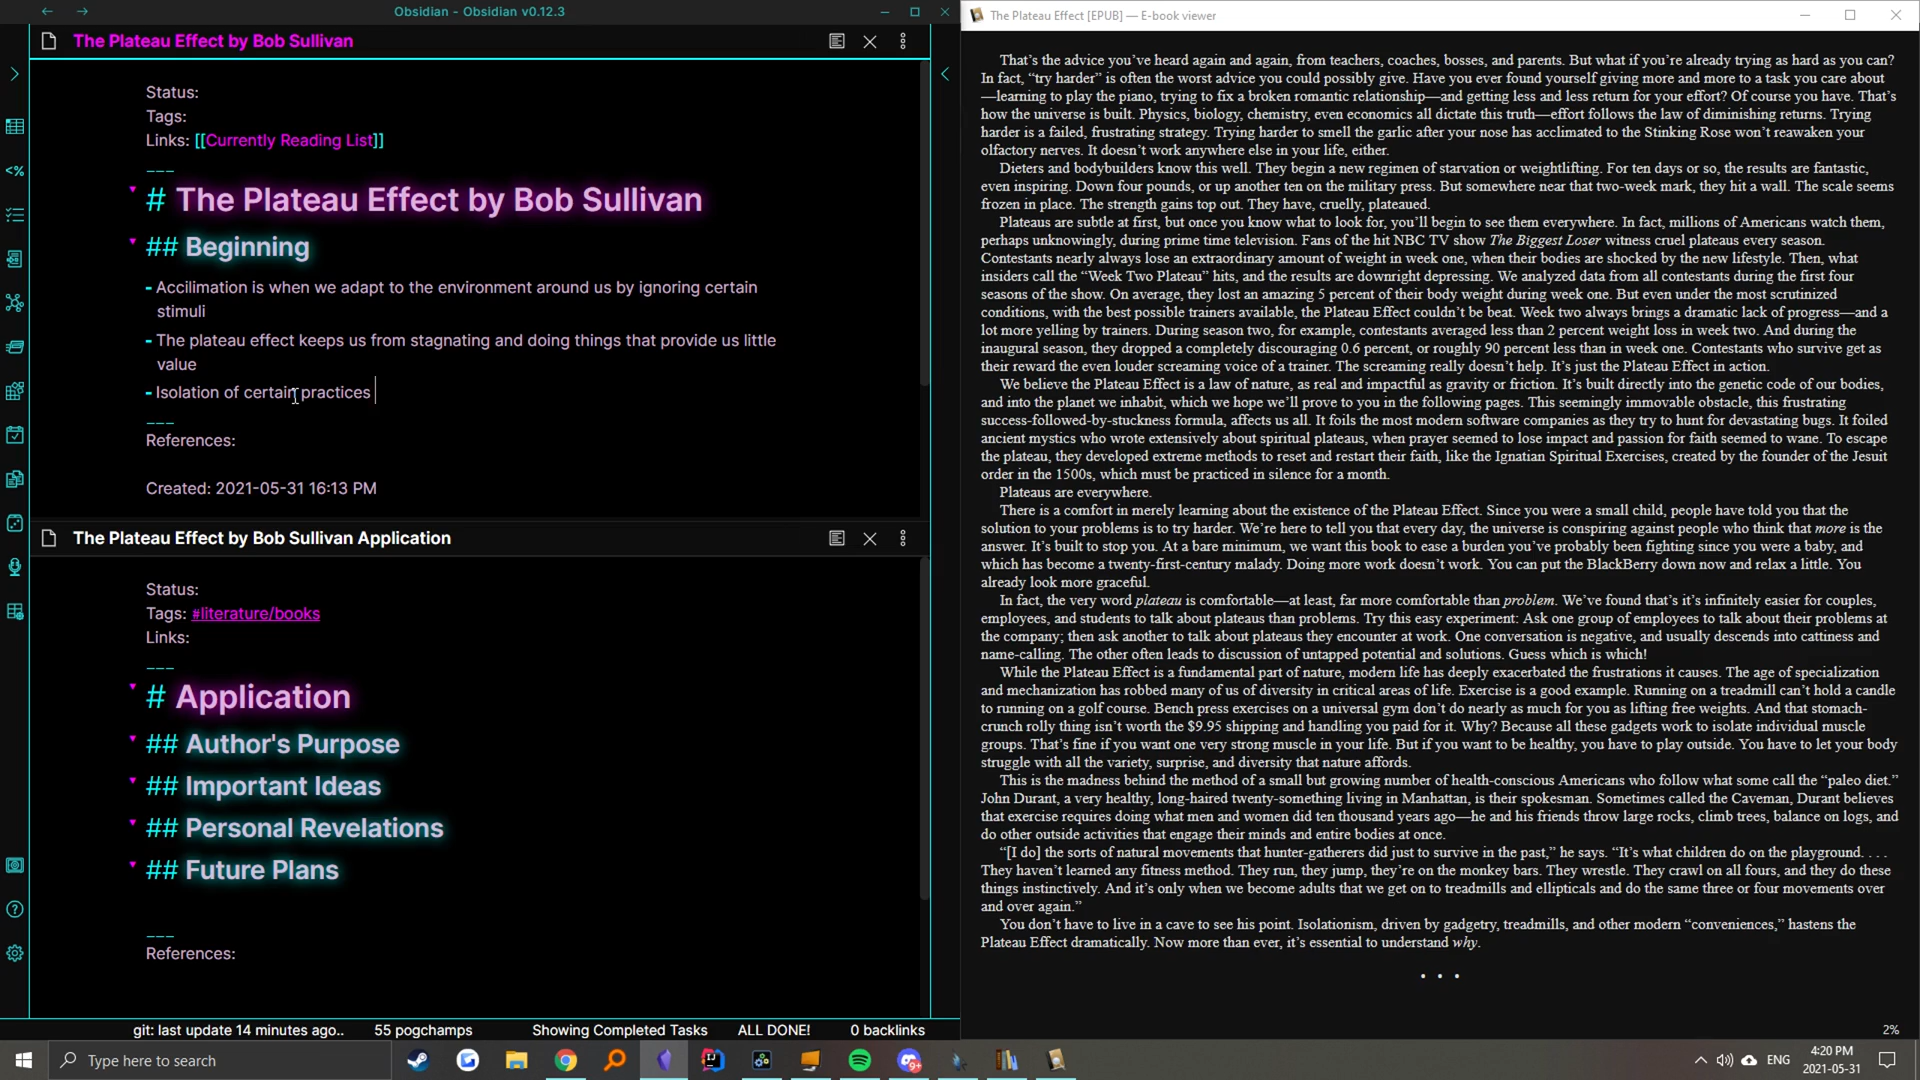 Obsidian - Obsidian v0.12.3
The Plateau Effect by Bob Sullivan
Status:
Tags:
Links: [[Currently Reading List]]
---
# The Plateau Effect by Bob Sullivan
## Beginning
- Accilimation is when we adapt to the environment around us by ignoring certain
stimuli
- The plateau effect keeps us from stagnating and doing things that provide us little
value
- Isolation of certain practices
---
References:
Created: 2021-05-31 16:13 PM
The Plateau Effect by Bob Sullivan Application
Status:
Tags: #literature/books
Links:
---
# Application
## Author's Purpose
## Important Ideas
## Personal Revelations
## Future Plans
---
References:
git: last update 14 minutes ago.. 55 pogchamps Showing Completed Tasks ALL DONE! 0 backlinks
The Plateau Effect [EPUB] — E-book viewer
That’s the advice you’ve heard again and again, from teachers, coaches, bosses, and parents. But what if you’re already trying as hard as you can?
In fact, “try harder” is often the worst advice you could possibly give. Have you ever found yourself giving more and more to a task you care about
—learning to play the piano, trying to fix a broken romantic relationship—and getting less and less return for your effort? Of course you have. That’s
how the universe is built. Physics, biology, chemistry, even economics all dictate this truth—effort follows the law of diminishing returns. Trying
harder is a failed, frustrating strategy. Trying harder to smell the garlic after your nose has acclimated to the Stinking Rose won’t reawaken your
olfactory nerves. It doesn’t work anywhere else in your life, either.
Dieters and bodybuilders know this well. They begin a new regimen of starvation or weightlifting. For ten days or so, the results are fantastic,
even inspiring. Down four pounds, or up another ten on the military press. But somewhere near that two-week mark, they hit a wall. The scale seems
frozen in place. The strength gains top out. They have, cruelly, plateaued.
Plateaus are subtle at first, but once you know what to look for, you’ll begin to see them everywhere. In fact, millions of Americans watch them,
perhaps unknowingly, during prime time television. Fans of the hit NBC TV show The Biggest Loser witness cruel plateaus every season.
Contestants nearly always lose an extraordinary amount of weight in week one, when their bodies are shocked by the new lifestyle. Then, what
insiders call the “Week Two Plateau” hits, and the results are downright depressing. We analyzed data from all contestants during the first four
seasons of the show. On average, they lost an amazing 5 percent of their body weight during week one. But even under the most scrutinized
conditions, with the best possible trainers available, the Plateau Effect couldn’t be beat. Week two always brings a dramatic lack of progress—and a
lot more yelling by trainers. During season two, for example, contestants averaged less than 2 percent weight loss in week two. And during the
inaugural season, they dropped a completely discouraging 0.6 percent, or roughly 90 percent less than in week one. Contestants who survive get as
their reward the even louder screaming voice of a trainer. The screaming really doesn’t help. It’s just the Plateau Effect in action.
We believe the Plateau Effect is a law of nature, as real and impactful as gravity or friction. It’s built directly into the genetic code of our bodies,
and into the planet we inhabit, which we hope we’ll prove to you in the following pages. This seemingly immovable obstacle, this frustrating
success-followed-by-stuckness formula, affects us all. It foils the most modern software companies as they try to hunt for devastating bugs. It foiled
ancient mystics who wrote extensively about spiritual plateaus, when prayer seemed to lose impact and passion for faith seemed to wane. To escape
the plateau, they developed extreme methods to reset and restart their faith, like the Ignatian Spiritual Exercises, created by the founder of the Jesuit
order in the 1500s, which must be practiced in silence for a month.
Plateaus are everywhere.
There is a comfort in merely learning about the existence of the Plateau Effect. Since you were a small child, people have told you that the
solution to your problems is to try harder. We’re here to tell you that every day, the universe is conspiring against people who think that more is the
answer. It’s built to stop you. At a bare minimum, we want this book to ease a burden you’ve probably been fighting since you were a baby, and
which has become a twenty-first-century malady. Doing more work doesn’t work. You can put the BlackBerry down now and relax a little. You
already look more graceful.
In fact, the very word plateau is comfortable—at least, far more comfortable than problem. We’ve found that’s it’s infinitely easier for couples,
employees, and students to talk about plateaus than problems. Try this easy experiment: Ask one group of employees to talk about their problems at
the company; then ask another to talk about plateaus they encounter at work. One conversation is negative, and usually descends into cattiness and
name-calling. The other often leads to discussion of untapped potential and solutions. Guess which is which!
While the Plateau Effect is a fundamental part of nature, modern life has deeply exacerbated the frustrations it causes. The age of specialization
and mechanization has robbed many of us of diversity in critical areas of life. Exercise is a good example. Running on a treadmill can’t hold a candle
to running on a golf course. Bench press exercises on a universal gym don’t do nearly as much for you as lifting free weights. And that stomach-
crunch rolly thing isn’t worth the $9.95 shipping and handling you paid for it. Why? Because all these gadgets work to isolate individual muscle
groups. That’s fine if you want one very strong muscle in your life. But if you want to be healthy, you have to play outside. You have to let your body
struggle with all the variety, surprise, and diversity that nature affords.
This is the madness behind the method of a small but growing number of health-conscious Americans who follow what some call the “paleo diet.”
John Durant, a very healthy, long-haired twenty-something living in Manhattan, is their spokesman. Sometimes called the Caveman, Durant believes
that exercise requires doing what men and women did ten thousand years ago—he and his friends throw large rocks, climb trees, balance on logs, and
do other outside activities that engage their minds and entire bodies at once.
“[I do] the sorts of natural movements that hunter-gatherers did just to survive in the past,” he says. “It’s what children do on the playground. . . .
They haven’t learned any fitness method. They run, they jump, they’re on the monkey bars. They wrestle. They crawl on all fours, and they do these
things instinctively. And it’s only when we become adults that we get on to treadmills and ellipticals and do the same three or four movements over
and over again.”
You don’t have to live in a cave to see his point. Isolationism, driven by gadgetry, treadmills, and other modern “conveniences,” hastens the
Plateau Effect dramatically. Now more than ever, it’s essential to understand why.
• • •
2%
Type here to search
9+
ENG
4:20 PM
2021-05-31